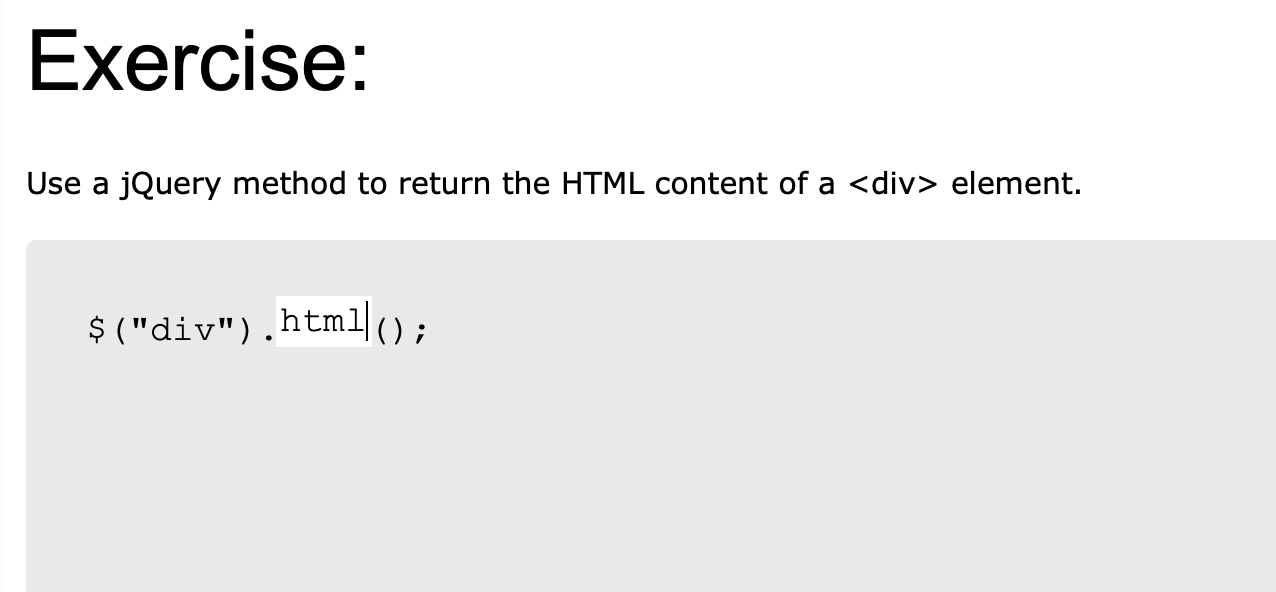 Exercise:
Use a jQuery method to return the HTML content of a <div> element.
$("div").html();